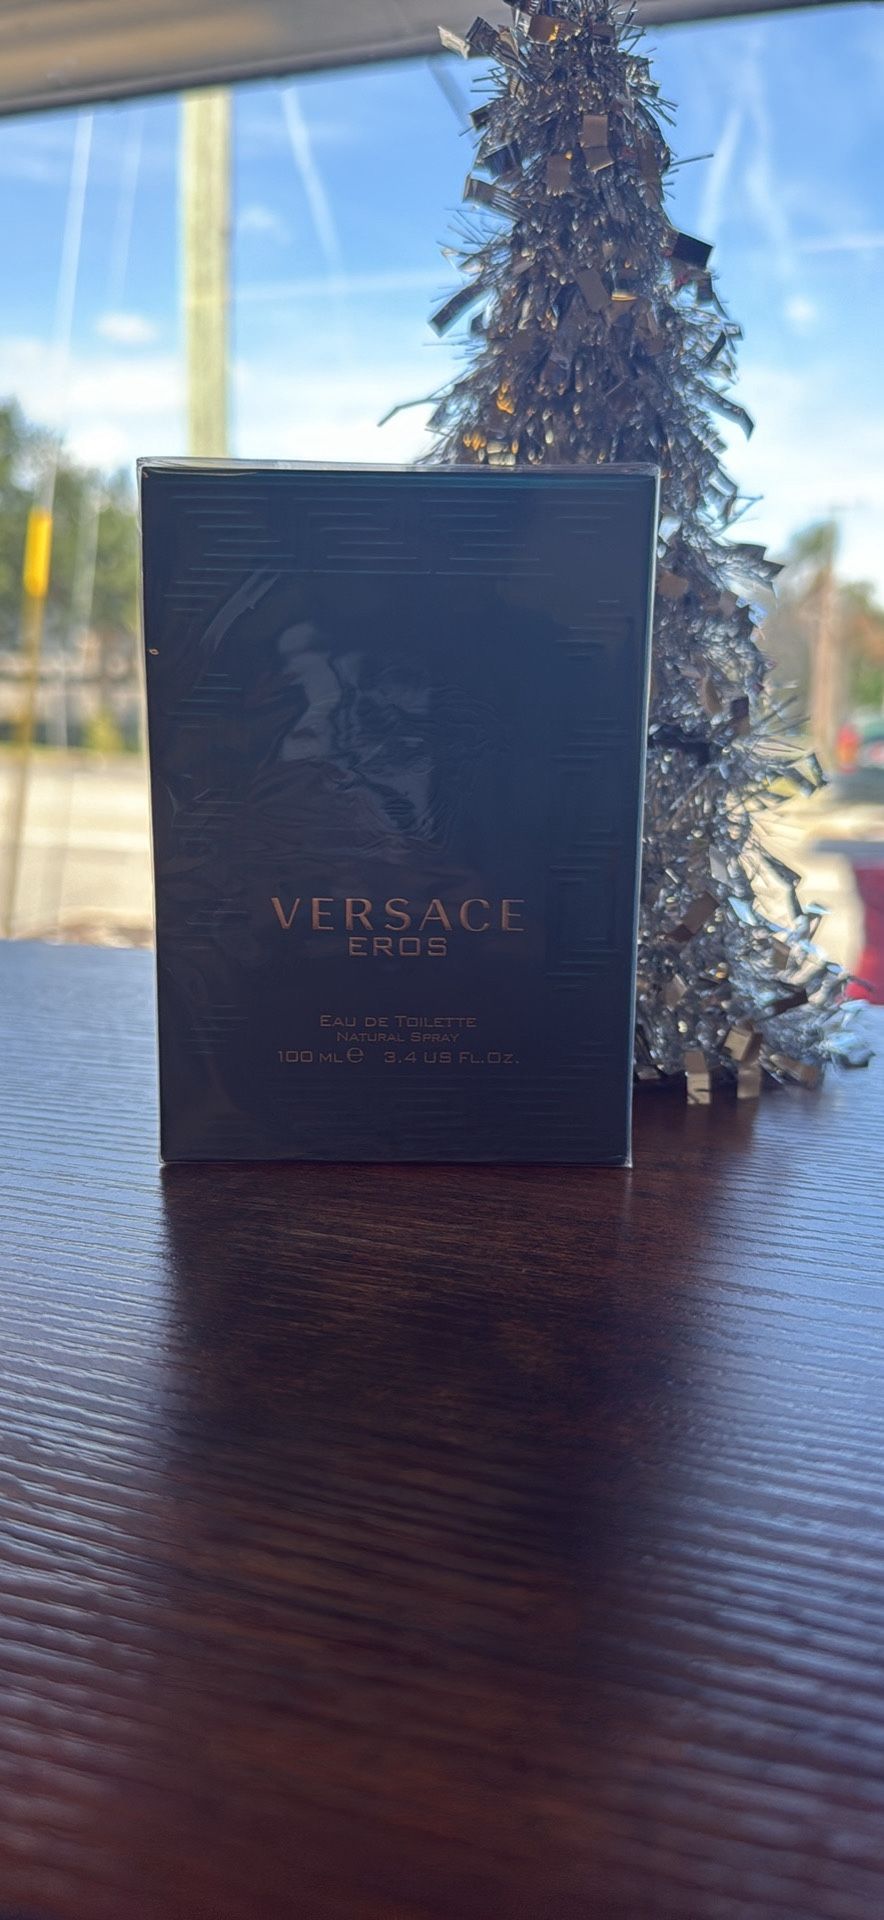 VERSACE
EROS
EAU DE TOILETTE
NATURAL SPRAY
100 ML ℮ 3.4 US FL.OZ.